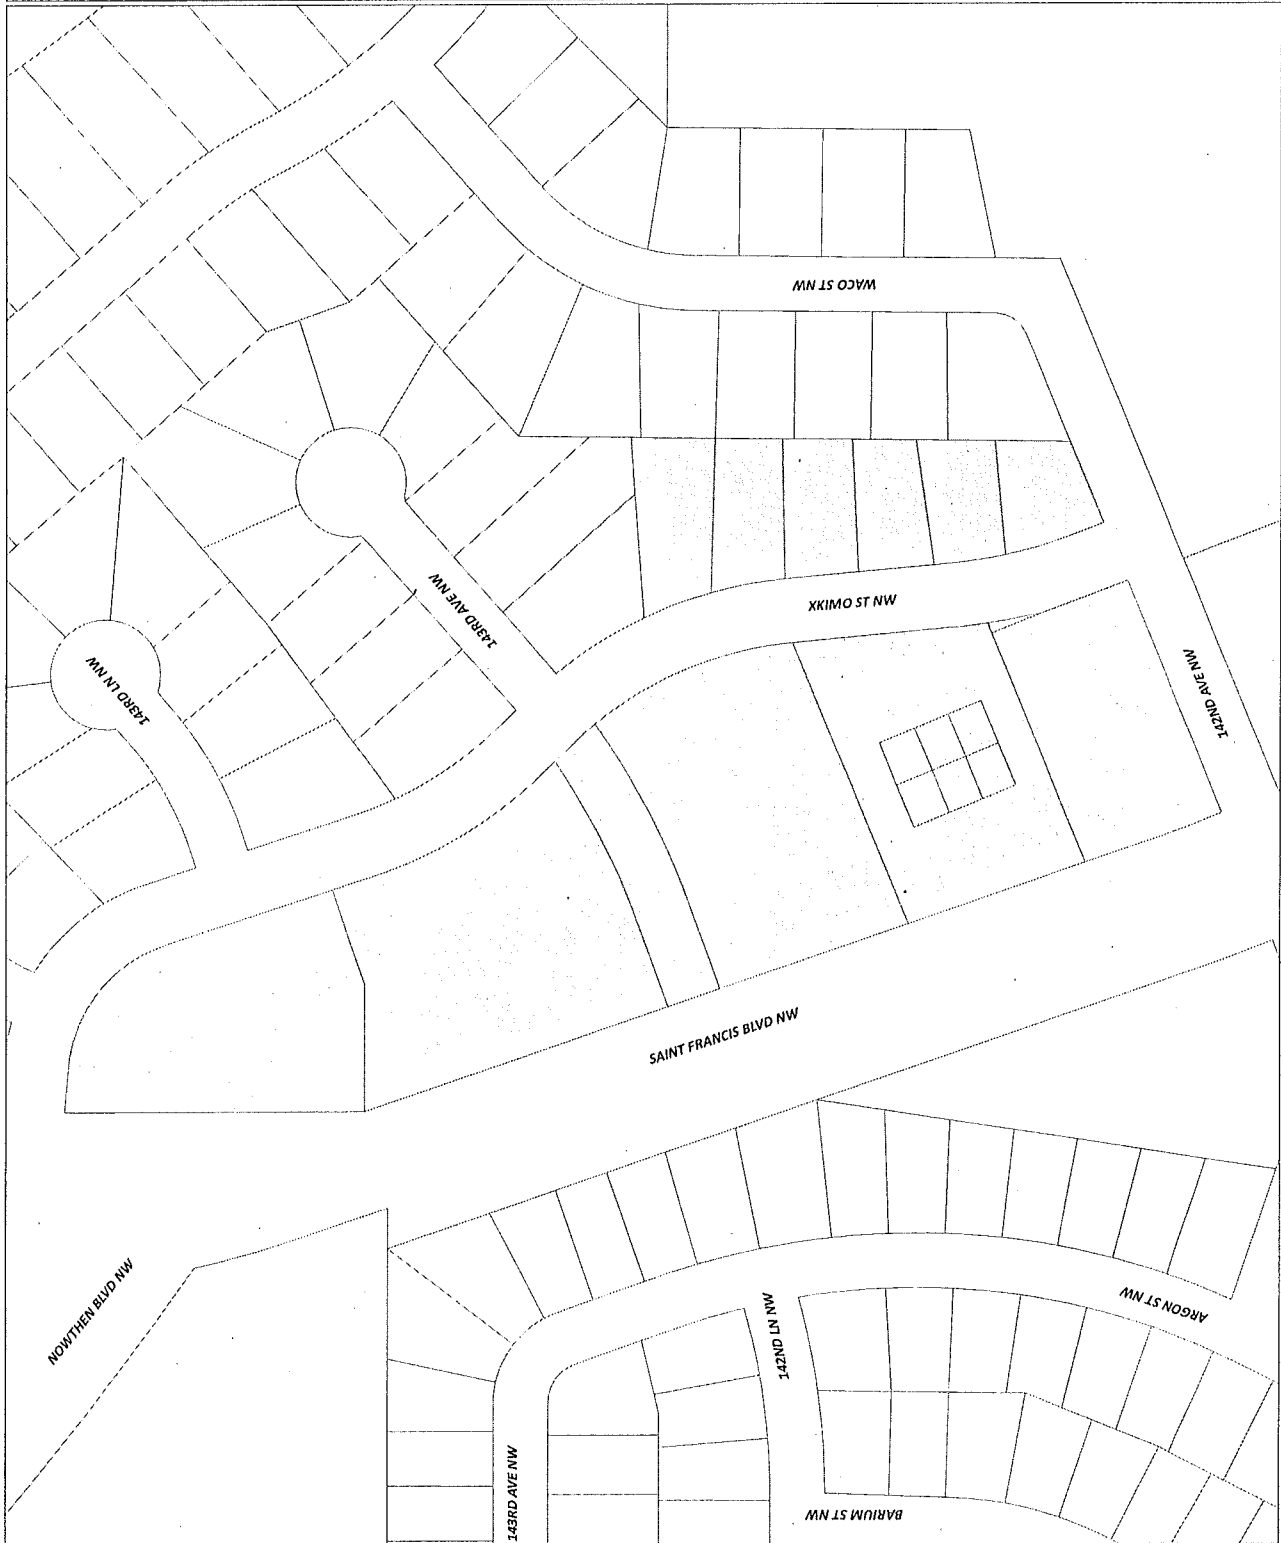 WACO ST NW
143RD AVE NW
XKIMO ST NW
143RD LN NW
142ND AVE NW
SAINT FRANCIS BLVD NW
NOWTHEN BLVD NW
ARGON ST NW
142ND LN NW
143RD AVE NW
BARIUM ST NW